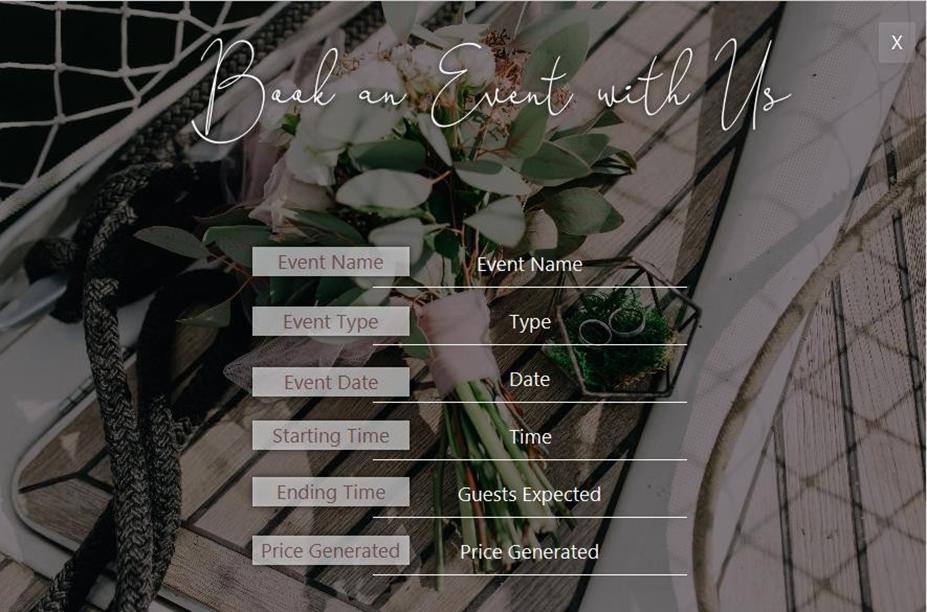 X
Book an Event with Us
Event Name Event Name
Event Type Type
Event Date Date
Starting Time Time
Ending Time Guests Expected
Price Generated Price Generated